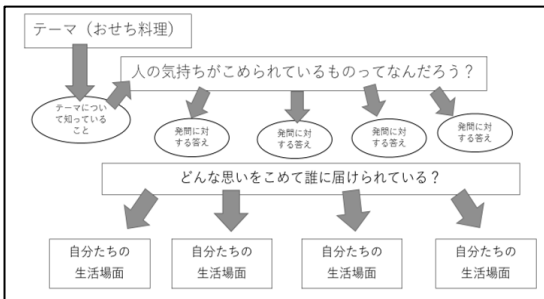 テーマ（おせち料理）
人の気持ちがこめられているものってなんだろう？
テーマについ
て知っている
こと
発問に対
する答え
発問に対
する答え
発問に対
する答え
発問に対
する答え
どんな思いをこめて誰に届けられている？
自分たちの
生活場面
自分たちの
生活場面
自分たちの
生活場面
自分たちの
生活場面